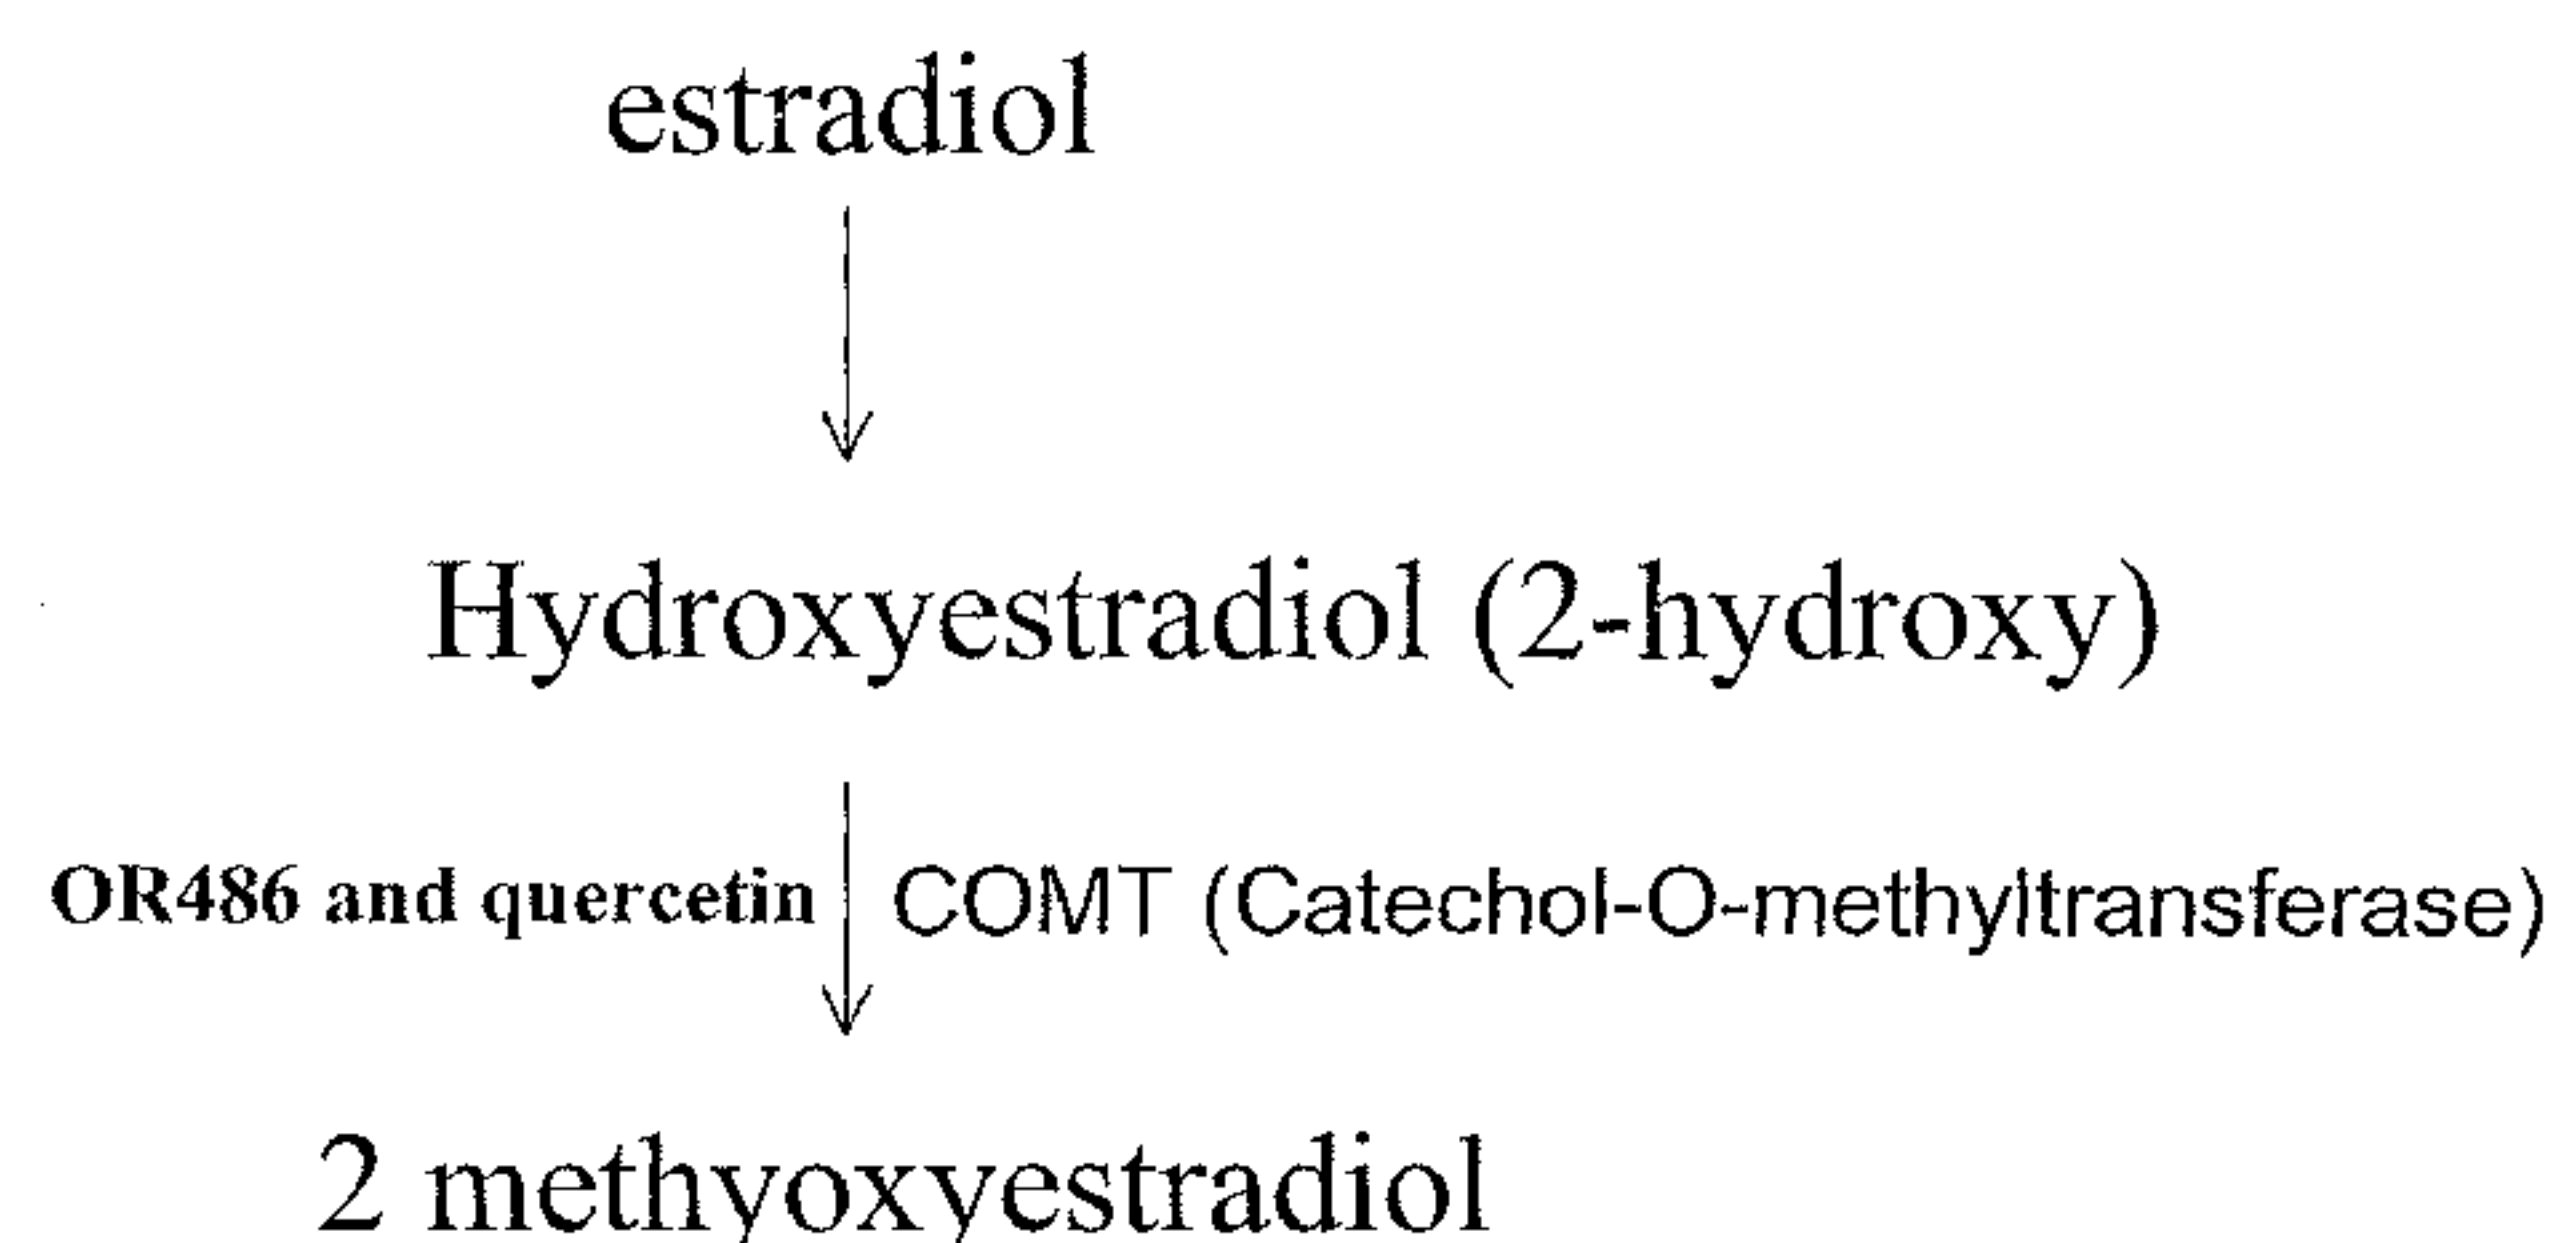 estradiol
Hydroxyestradiol (2-hydroxy)
OR486 and quercetin COMT (Catechol-O-methyltransferase)
2 methyoxyestradiol